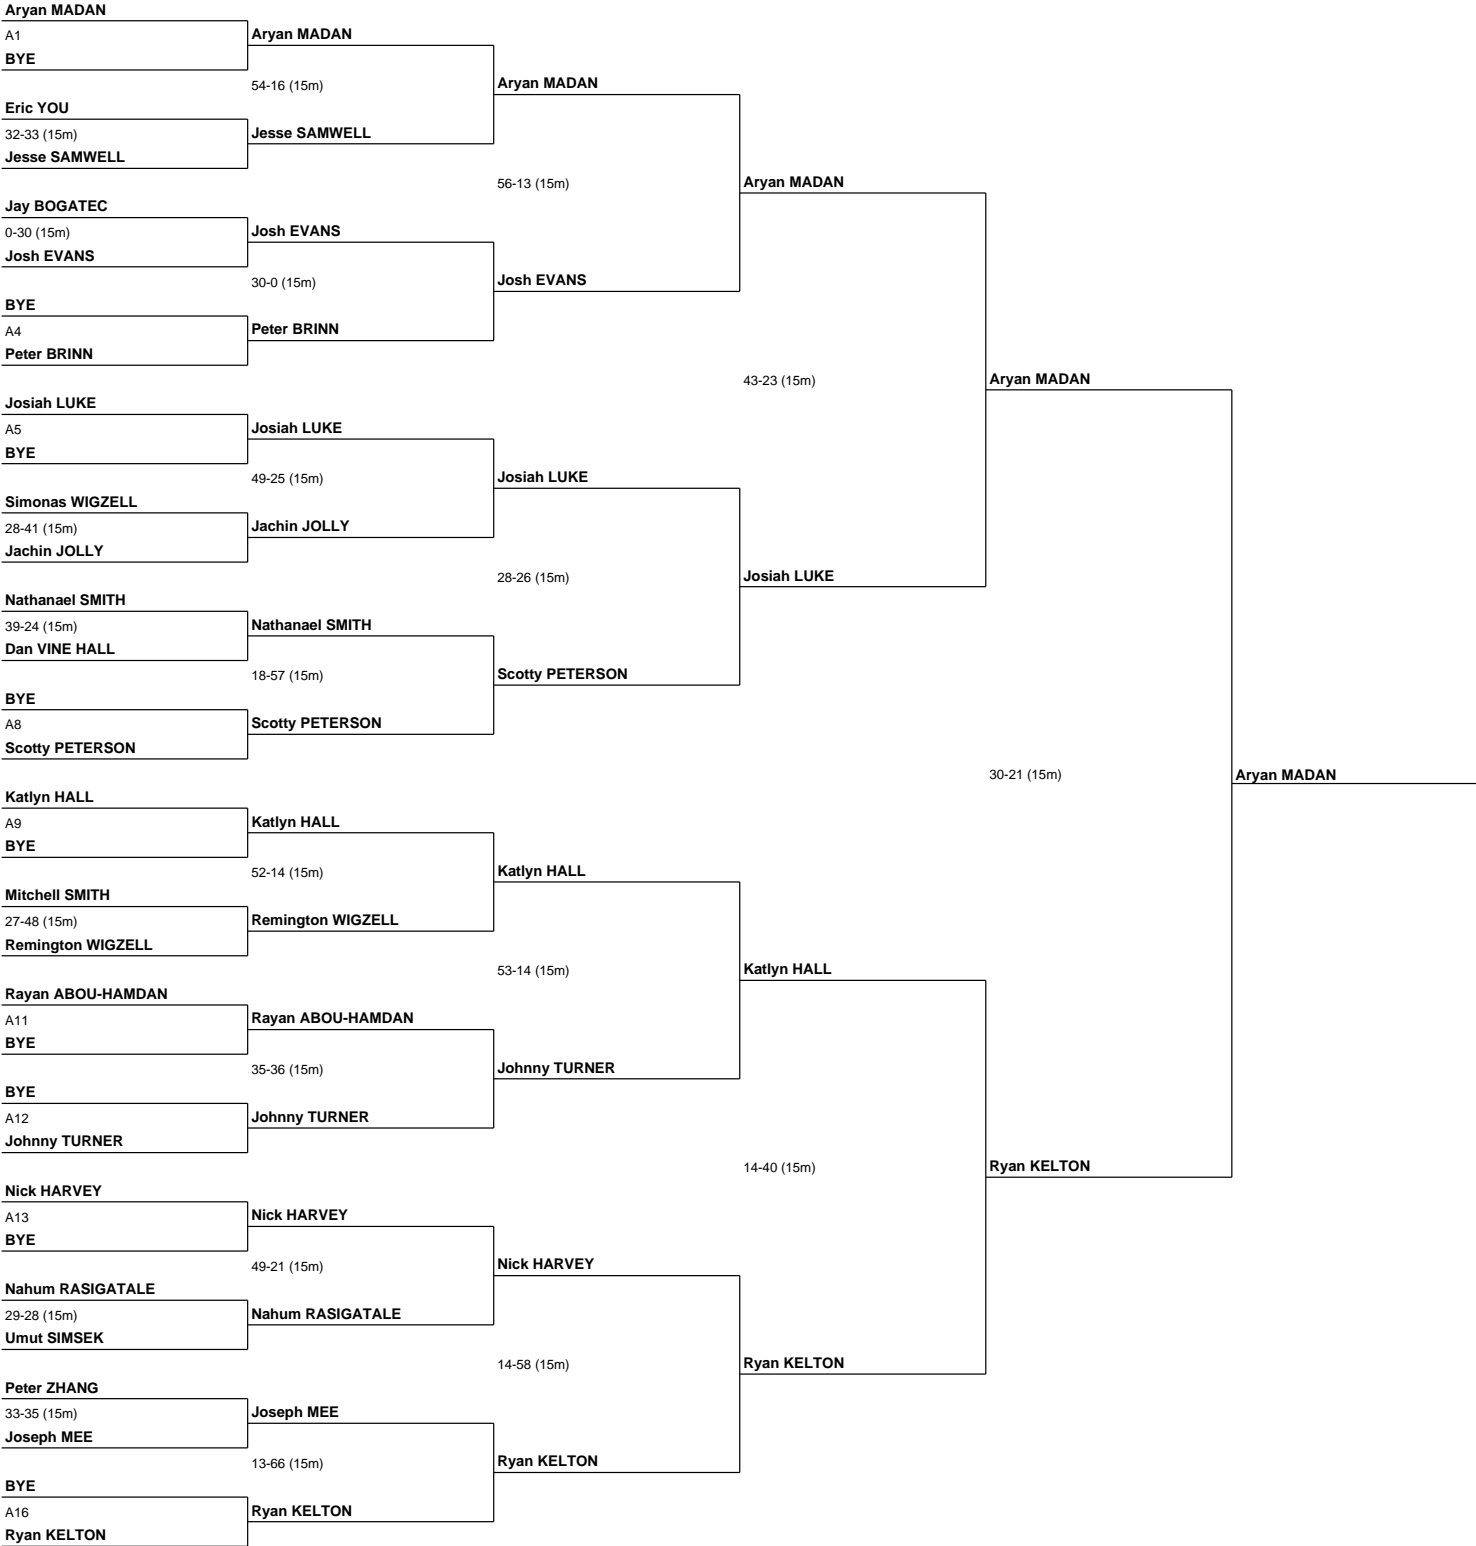 Aryan MADAN
A1
BYE
Eric YOU
32-33 (15m)
Jesse SAMWELL
Jay BOGATEC
0-30 (15m)
Josh EVANS
BYE
A4
Peter BRINN
Josiah LUKE
A5
BYE
Simonas WIGZELL
28-41 (15m)
Jachin JOLLY
Nathanael SMITH
39-24 (15m)
Dan VINE HALL
BYE
A8
Scotty PETERSON
Katlyn HALL
A9
BYE
Mitchell SMITH
27-48 (15m)
Remington WIGZELL
Rayan ABOU-HAMDAN
A11
BYE
BYE
A12
Johnny TURNER
Nick HARVEY
A13
BYE
Nahum RASIGATALE
29-28 (15m)
Umut SIMSEK
Peter ZHANG
33-35 (15m)
Joseph MEE
BYE
A16
Ryan KELTON
Aryan MADAN
54-16 (15m)
Jesse SAMWELL
Josh EVANS
30-0 (15m)
Peter BRINN
Josiah LUKE
49-25 (15m)
Jachin JOLLY
Nathanael SMITH
18-57 (15m)
Scotty PETERSON
Katlyn HALL
52-14 (15m)
Remington WIGZELL
Rayan ABOU-HAMDAN
35-36 (15m)
Johnny TURNER
Nick HARVEY
49-21 (15m)
Nahum RASIGATALE
Joseph MEE
13-66 (15m)
Ryan KELTON
Aryan MADAN
56-13 (15m)
Josh EVANS
Josiah LUKE
28-26 (15m)
Scotty PETERSON
Katlyn HALL
53-14 (15m)
Johnny TURNER
Nick HARVEY
14-58 (15m)
Ryan KELTON
Aryan MADAN
43-23 (15m)
Josiah LUKE
Katlyn HALL
14-40 (15m)
Ryan KELTON
Aryan MADAN
30-21 (15m)
Ryan KELTON
Aryan MADAN